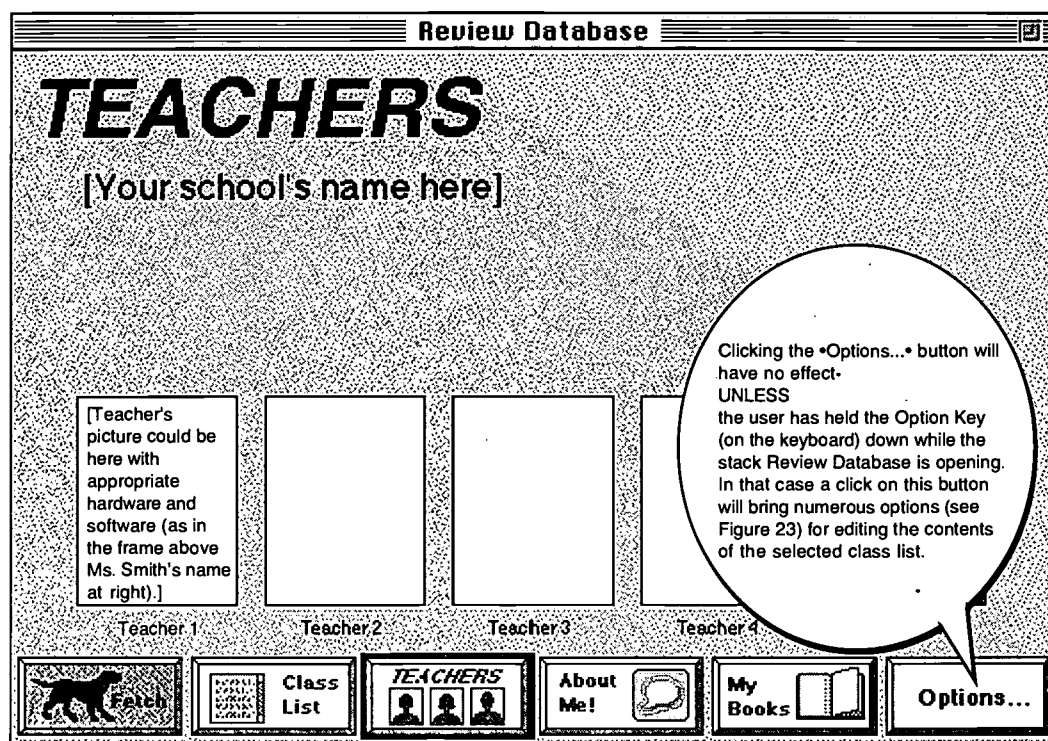 Review Database
TEACHERS
[Your school's name here]
Clicking the •Options...• button will
have no effect-
UNLESS
the user has held the Option Key
(on the keyboard) down while the
stack Review Database is opening.
In that case a click on this button
will bring numerous options (see
Figure 23) for editing the contents
of the selected class list.
[Teacher's
picture could be
here with
appropriate
hardware and
software (as in
the frame above
Ms. Smith's name
at right).]
Teacher 1
Teacher 2
Teacher 3
Teacher 4
Fetch
Class
List
TEACHERS
About
Me!
My
Books
Options...